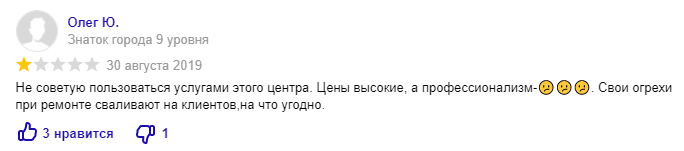 Олег Ю.
Знаток города 9 уровня
30 августа 2019
Не советую пользоваться услугами этого центра. Цены высокие, а профессионализм-😕😕😕. Свои огрехи
при ремонте сваливают на клиентов,на что угодно.
3 нравится 1